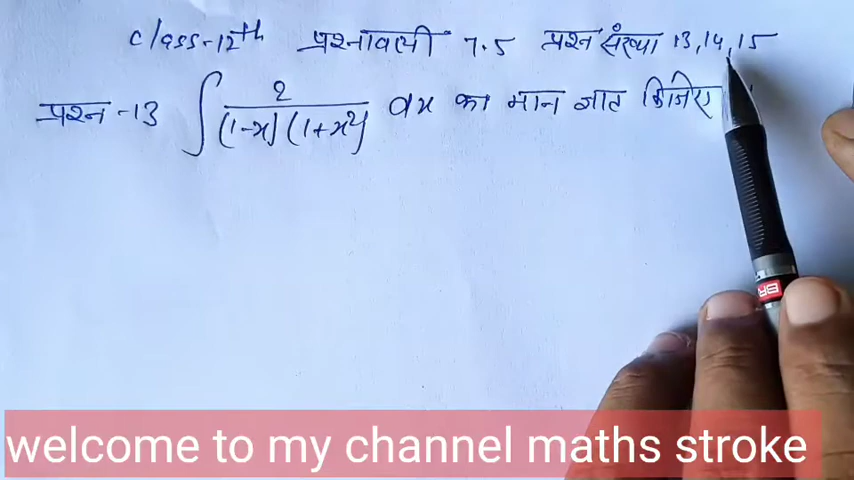 class-12th प्रश्नावली 7.5 प्रश्न संख्या 13,14,15
प्रश्न-13 ∫ 2/((1-x)(1+x²)) dx का मान ज्ञात किजिए
BR
welcome to my channel maths stroke